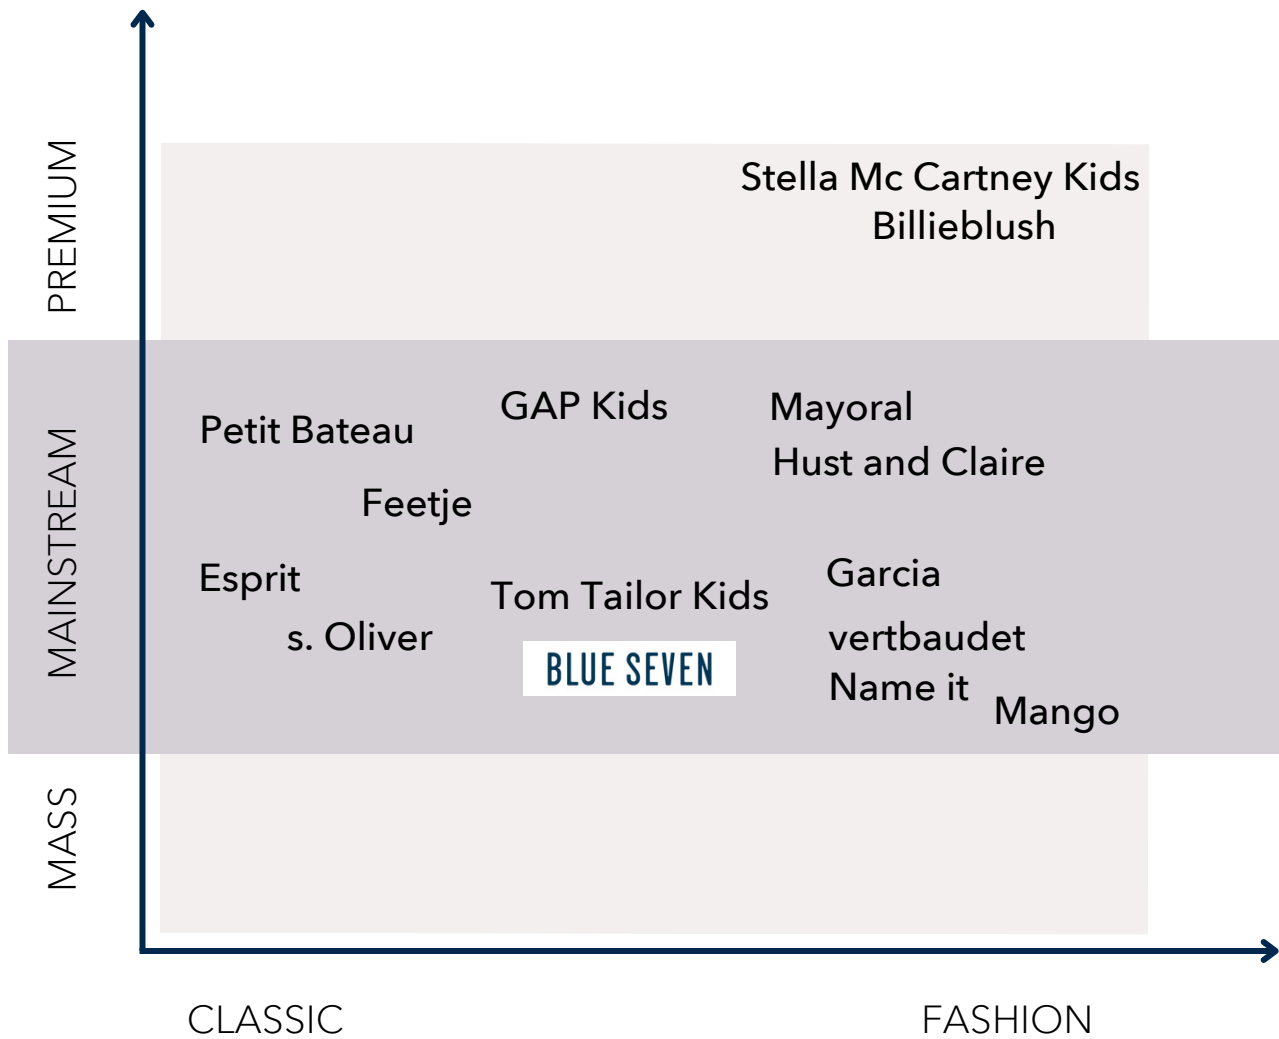 PREMIUM
Stella Mc Cartney Kids
Billieblush
MAINSTREAM
GAP Kids
Mayoral
Petit Bateau
Hust and Claire
Feetje
Garcia
Esprit
Tom Tailor Kids
s. Oliver
vertbaudet
BLUE SEVEN
Name it
Mango
MASS
CLASSIC
FASHION